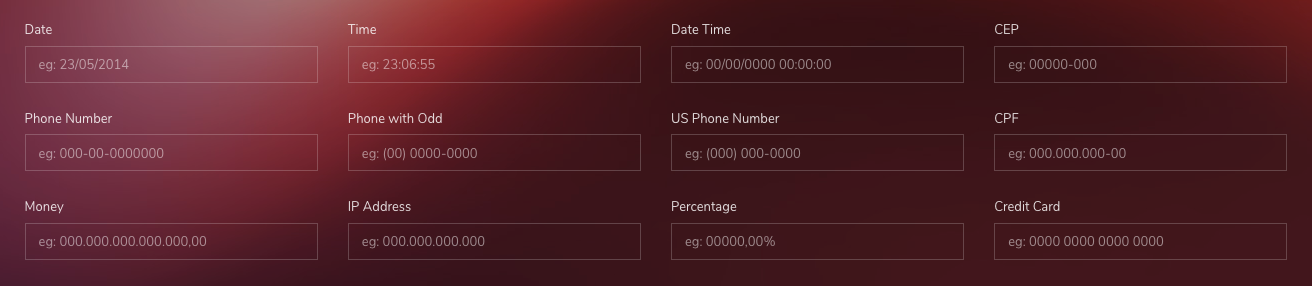 Date Time Date Time CEP
eg: 23/05/2014 eg: 23:06:55 eg: 00/00/0000 00:00:00 eg: 00000-000
Phone Number Phone with Odd US Phone Number CPF
eg: 000-00-0000000 eg: (00) 0000-0000 eg: (000) 000-0000 eg: 000.000.000-00
Money IP Address Percentage Credit Card
eg: 000.000.000.000.000,00 eg: 000.000.000.000 eg: 00000,00% eg: 0000 0000 0000 0000